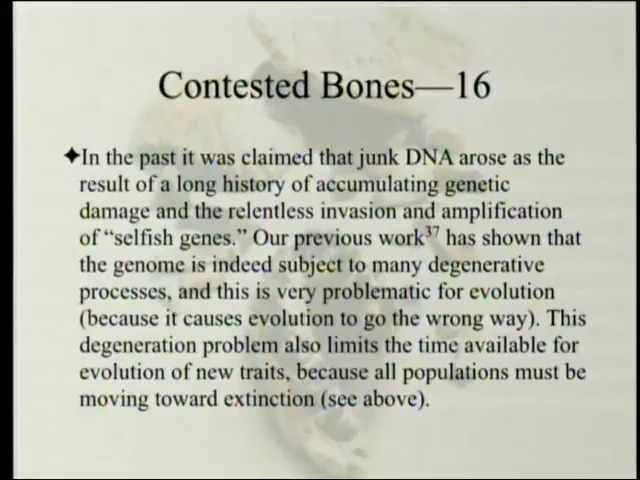 Contested Bones—16
✦In the past it was claimed that junk DNA arose as the
result of a long history of accumulating genetic
damage and the relentless invasion and amplification
of “selfish genes.” Our previous work³⁷ has shown that
the genome is indeed subject to many degenerative
processes, and this is very problematic for evolution
(because it causes evolution to go the wrong way). This
degeneration problem also limits the time available for
evolution of new traits, because all populations must be
moving toward extinction (see above).